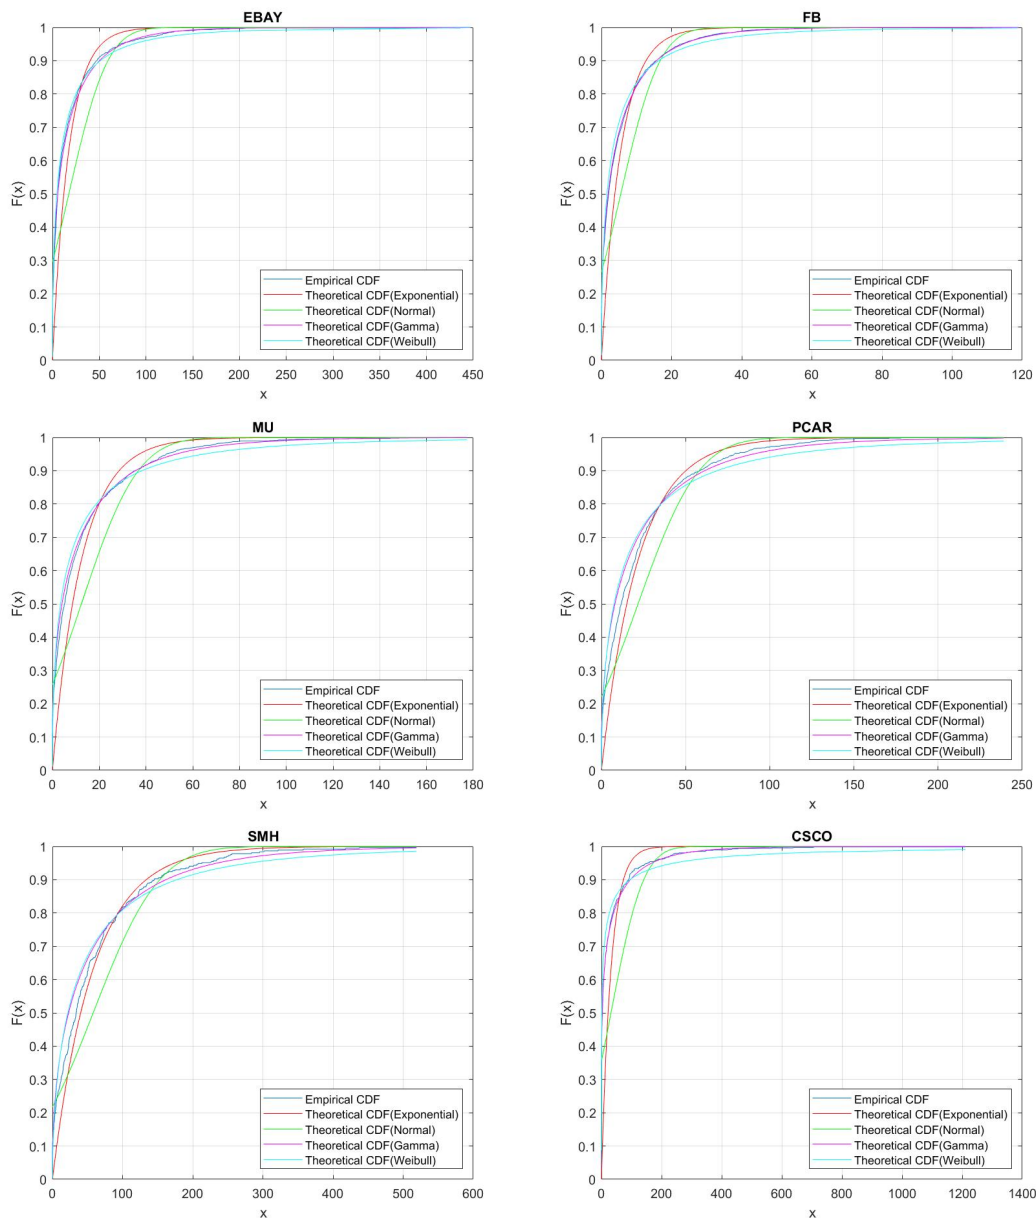 EBAY
1
0.9
0.8
0.7
0.6
0.5
0.4
0.3
0.2
0.1
0
F(x)
0 50 100 150 200 250 300 350 400 450
x
Empirical CDF
Theoretical CDF(Exponential)
Theoretical CDF(Normal)
Theoretical CDF(Gamma)
Theoretical CDF(Weibull)
FB
1
0.9
0.8
0.7
0.6
0.5
0.4
0.3
0.2
0.1
0
F(x)
0 20 40 60 80 100 120
x
Empirical CDF
Theoretical CDF(Exponential)
Theoretical CDF(Normal)
Theoretical CDF(Gamma)
Theoretical CDF(Weibull)
MU
1
0.9
0.8
0.7
0.6
0.5
0.4
0.3
0.2
0.1
0
F(x)
0 20 40 60 80 100 120 140 160 180
x
Empirical CDF
Theoretical CDF(Exponential)
Theoretical CDF(Normal)
Theoretical CDF(Gamma)
Theoretical CDF(Weibull)
PCAR
1
0.9
0.8
0.7
0.6
0.5
0.4
0.3
0.2
0.1
0
F(x)
0 50 100 150 200 250
x
Empirical CDF
Theoretical CDF(Exponential)
Theoretical CDF(Normal)
Theoretical CDF(Gamma)
Theoretical CDF(Weibull)
SMH
1
0.9
0.8
0.7
0.6
0.5
0.4
0.3
0.2
0.1
0
F(x)
0 100 200 300 400 500 600
x
Empirical CDF
Theoretical CDF(Exponential)
Theoretical CDF(Normal)
Theoretical CDF(Gamma)
Theoretical CDF(Weibull)
CSCO
1
0.9
0.8
0.7
0.6
0.5
0.4
0.3
0.2
0.1
0
F(x)
0 200 400 600 800 1000 1200 1400
x
Empirical CDF
Theoretical CDF(Exponential)
Theoretical CDF(Normal)
Theoretical CDF(Gamma)
Theoretical CDF(Weibull)